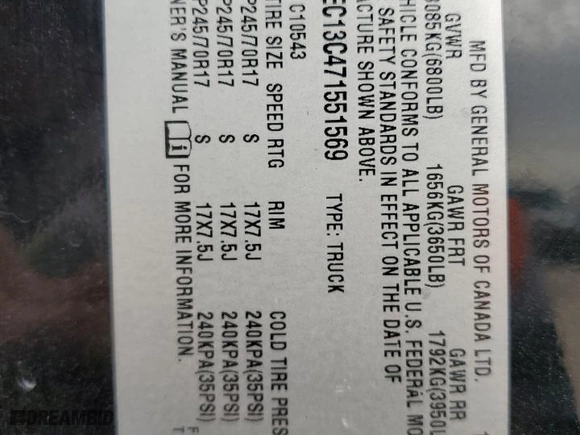 MFD BY GENERAL MOTORS OF CANADA LTD.
GVWR GAWR FRT GAWR RR
3085KG(6800LB) 1656KG(3650LB) 1792KG(3950L
HICLE CONFORMS TO ALL APPLICABLE U.S. FEDERAL MO
SAFETY STANDARDS IN EFFECT ON THE DATE OF
ACTURE SHOWN ABOVE.
EC13C471551569 TYPE: TRUCK
C10543
TIRE SIZE SPEED RTG RIM COLD TIRE PRES
P245/70R17 S 17X7.5J 240KPA(35PSI)
P245/70R17 S 17X7.5J 240KPA(35PSI)
P245/70R17 S 17X7.5J 240KPA(35PSI)
NER'S MANUAL i FOR MORE INFORMATION.
DREAMBID